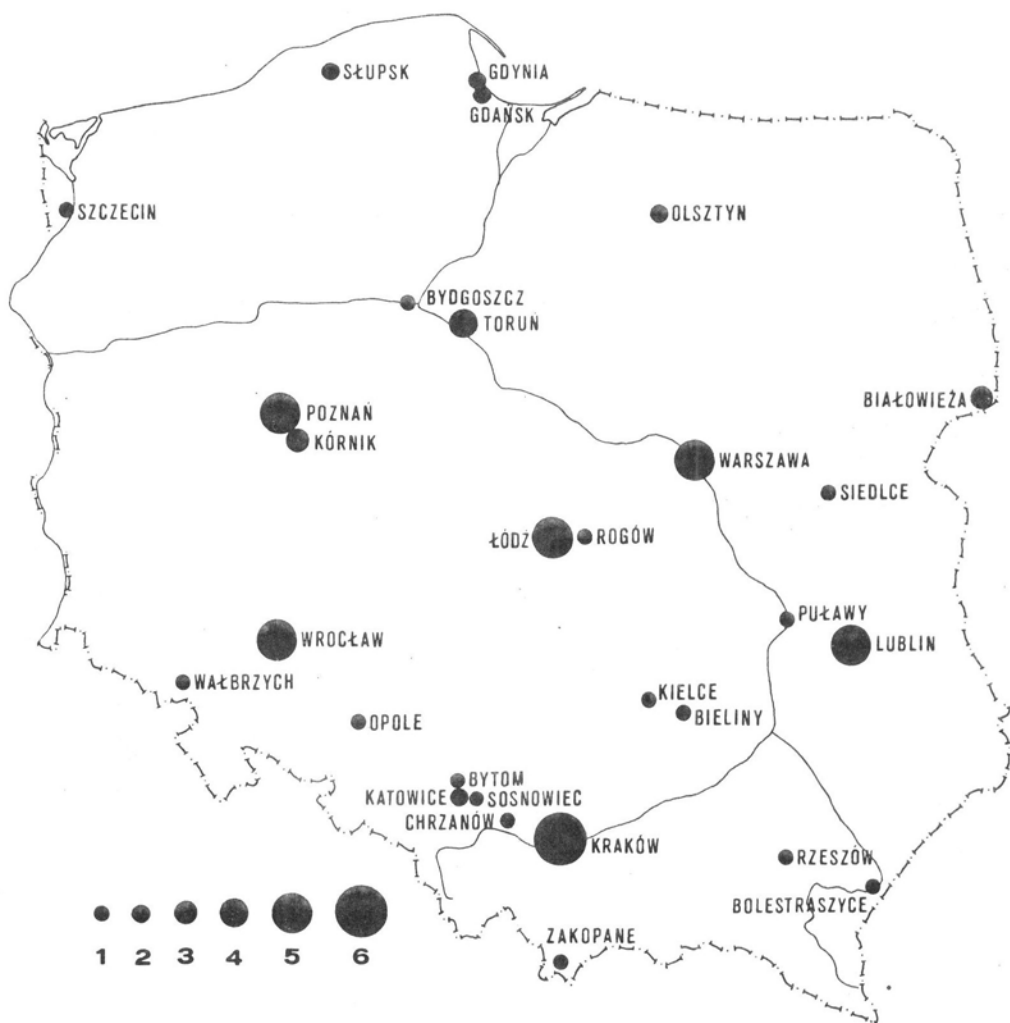 SŁUPSK
GDYNIA
GDAŃSK
SZCZECIN
OLSZTYN
BYDGOSZCZ
TORUŃ
BIAŁOWIEŻA
POZNAŃ
KÓRNIK
WARSZAWA
SIEDLCE
ŁÓDŹ
ROGÓW
PUŁAWY
WROCŁAW
LUBLIN
WAŁBRZYCH
KIELCE
BIELINY
OPOLE
BYTOM
KATOWICE
SOSNOWIEC
CHRZANÓW
KRAKÓW
RZESZÓW
BOLESTRASZYCE
ZAKOPANE
1 2 3 4 5 6